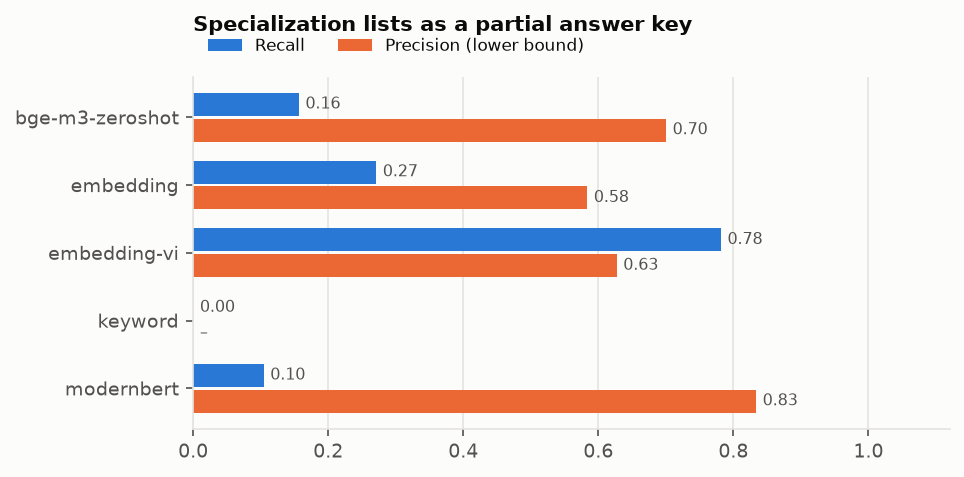 Specialization lists as a partial answer key
Recall Precision (lower bound)
bge-m3-zeroshot 0.16
0.70
embedding 0.27
0.58
embedding-vi 0.78
0.63
keyword 0.00
–
modernbert 0.10
0.83
0.0 0.2 0.4 0.6 0.8 1.0